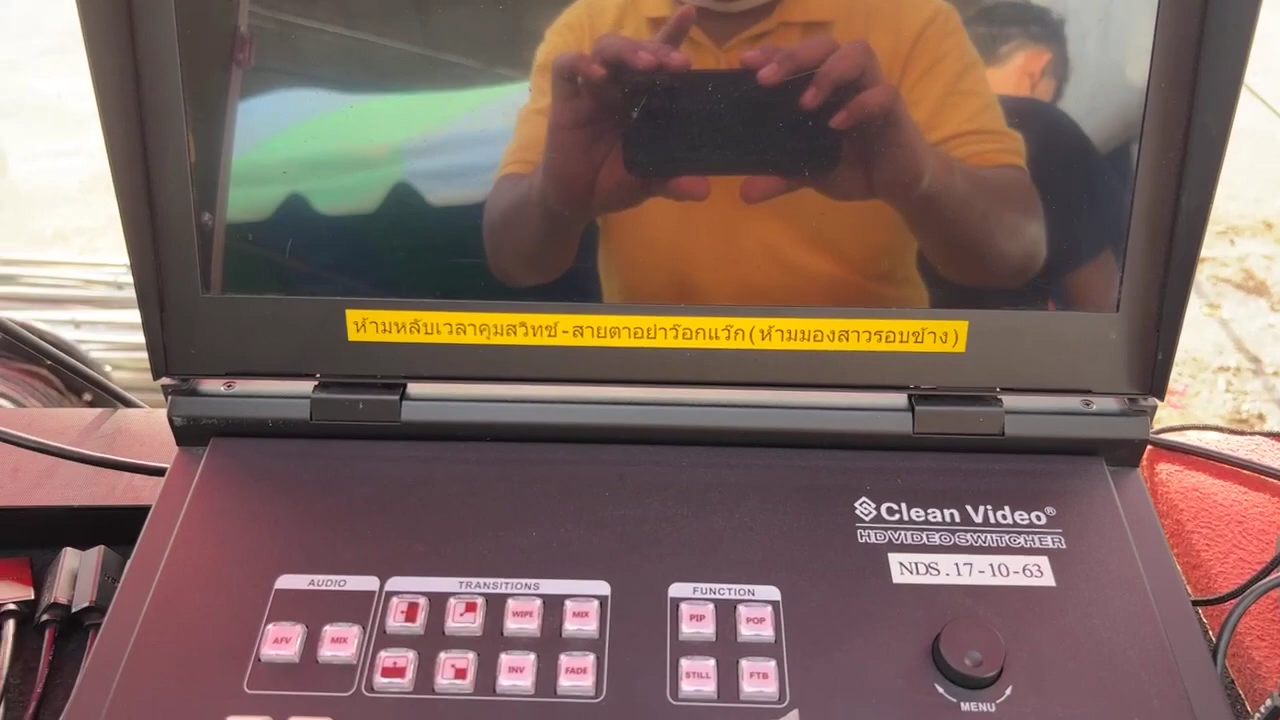 ห้ามหลับเวลาคุมสวิทช์-สายตาอย่าว๊อกแว๊ก(ห้ามมองสาวรอบข้าง)
Clean Video®
HD VIDEO SWITCHER
NDS.17-10-63
AUDIO
TRANSITIONS
FUNCTION
WIPE MIX
PIP POP
AFV MIX
INV FADE
STILL FTB
MENU